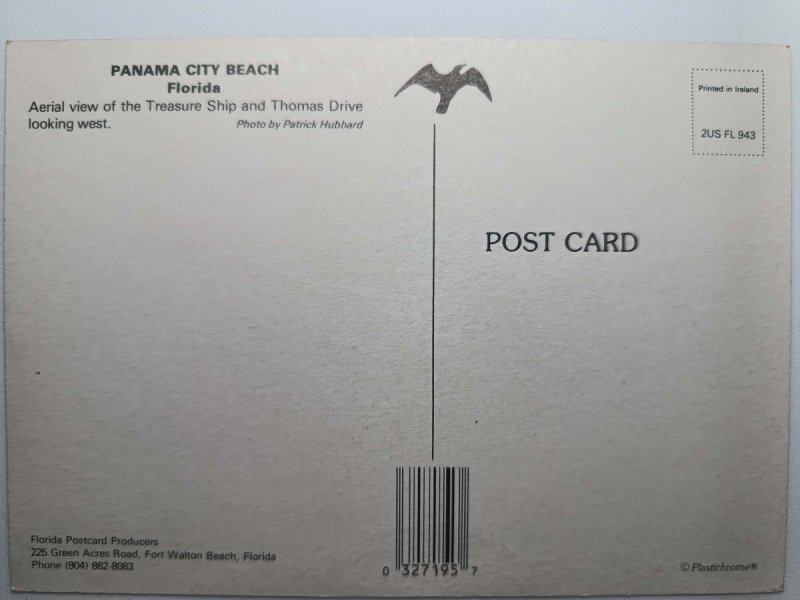 PANAMA CITY BEACH
Florida
Aerial view of the Treasure Ship and Thomas Drive
looking west. Photo by Patrick Hubbard
Printed in Ireland
2US FL 943
POST CARD
Florida Postcard Producers
225 Green Acres Road, Fort Walton Beach, Florida
Phone (904) 862-8083
0 327195 7
© Plastichrome®